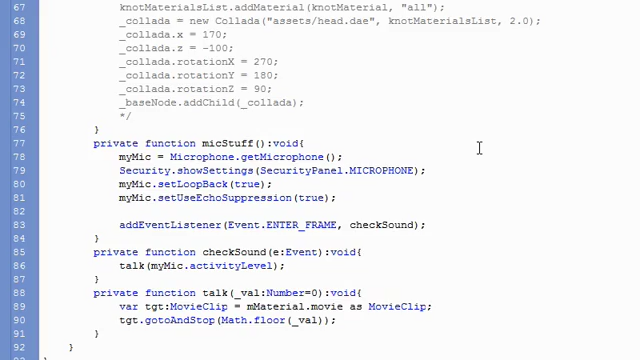 67 knotMaterialsList.addMaterial(knotMaterial, "all");
68 _collada = new Collada("assets/head.dae", knotMaterialsList, 2.0);
69 _collada.x = 170;
70 _collada.z = -100;
71 _collada.rotationX = 270;
72 _collada.rotationY = 180;
73 _collada.rotationZ = 90;
74 _baseNode.addChild(_collada);
75 */
76 }
77 private function micStuff():void{
78 myMic = Microphone.getMicrophone();
79 Security.showSettings(SecurityPanel.MICROPHONE);
80 myMic.setLoopBack(true);
81 myMic.setUseEchoSuppression(true);
82
83 addEventListener(Event.ENTER_FRAME, checkSound);
84 }
85 private function checkSound(e:Event):void{
86 talk(myMic.activityLevel);
87 }
88 private function talk(_val:Number=0):void{
89 var tgt:MovieClip = mMaterial.movie as MovieClip;
90 tgt.gotoAndStop(Math.floor(_val));
91 }
92 }